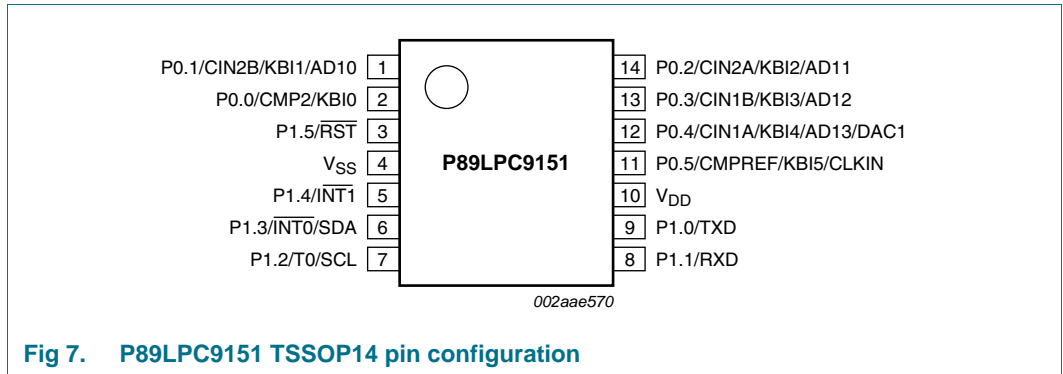 P0.1/CIN2B/KBI1/AD10 1
P0.0/CMP2/KBI0 2
P1.5/RST 3
VSS 4
P1.4/INT1 5
P1.3/INT0/SDA 6
P1.2/T0/SCL 7
P89LPC9151
14 P0.2/CIN2A/KBI2/AD11
13 P0.3/CIN1B/KBI3/AD12
12 P0.4/CIN1A/KBI4/AD13/DAC1
11 P0.5/CMPREF/KBI5/CLKIN
10 VDD
9 P1.0/TXD
8 P1.1/RXD
002aae570
Fig 7. P89LPC9151 TSSOP14 pin configuration